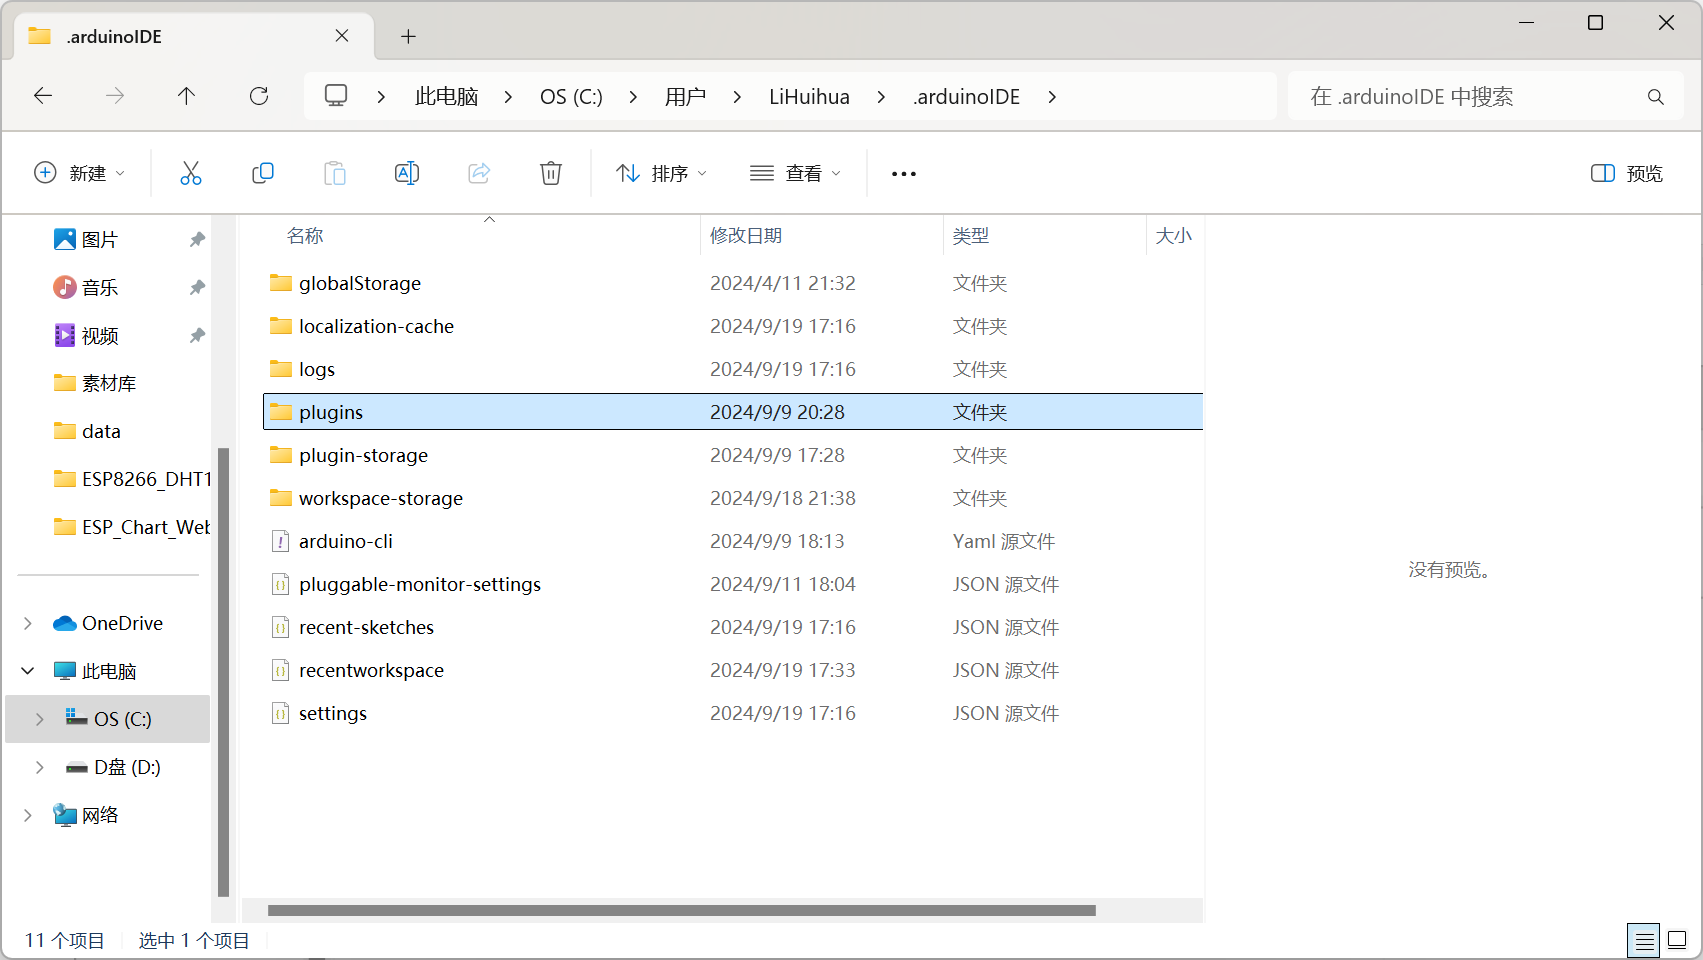 .arduinoIDE
此电脑 OS (C:) 用户 LiHuihua .arduinoIDE
在 .arduinoIDE 中搜索
新建 排序 查看 预览
图片
音乐
视频
素材库
data
ESP8266_DHT1
ESP_Chart_Web
OneDrive
此电脑
OS (C:)
D盘 (D:)
网络
名称 修改日期 类型 大小
globalStorage 2024/4/11 21:32 文件夹
localization-cache 2024/9/19 17:16 文件夹
logs 2024/9/19 17:16 文件夹
plugins 2024/9/9 20:28 文件夹
plugin-storage 2024/9/9 17:28 文件夹
workspace-storage 2024/9/18 21:38 文件夹
arduino-cli 2024/9/9 18:13 Yaml 源文件
pluggable-monitor-settings 2024/9/11 18:04 JSON 源文件
recent-sketches 2024/9/19 17:16 JSON 源文件
recentworkspace 2024/9/19 17:33 JSON 源文件
settings 2024/9/19 17:16 JSON 源文件
没有预览。
11 个项目 选中 1 个项目